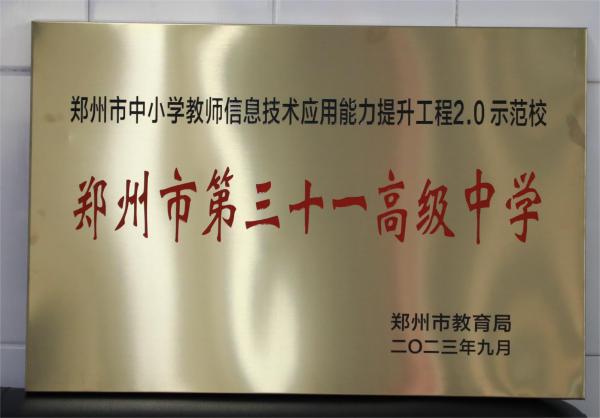 郑州市中小学教师信息技术应用能力提升工程2.0示范校
郑州市第三十一高级中学
郑州市教育局
二〇二三年九月